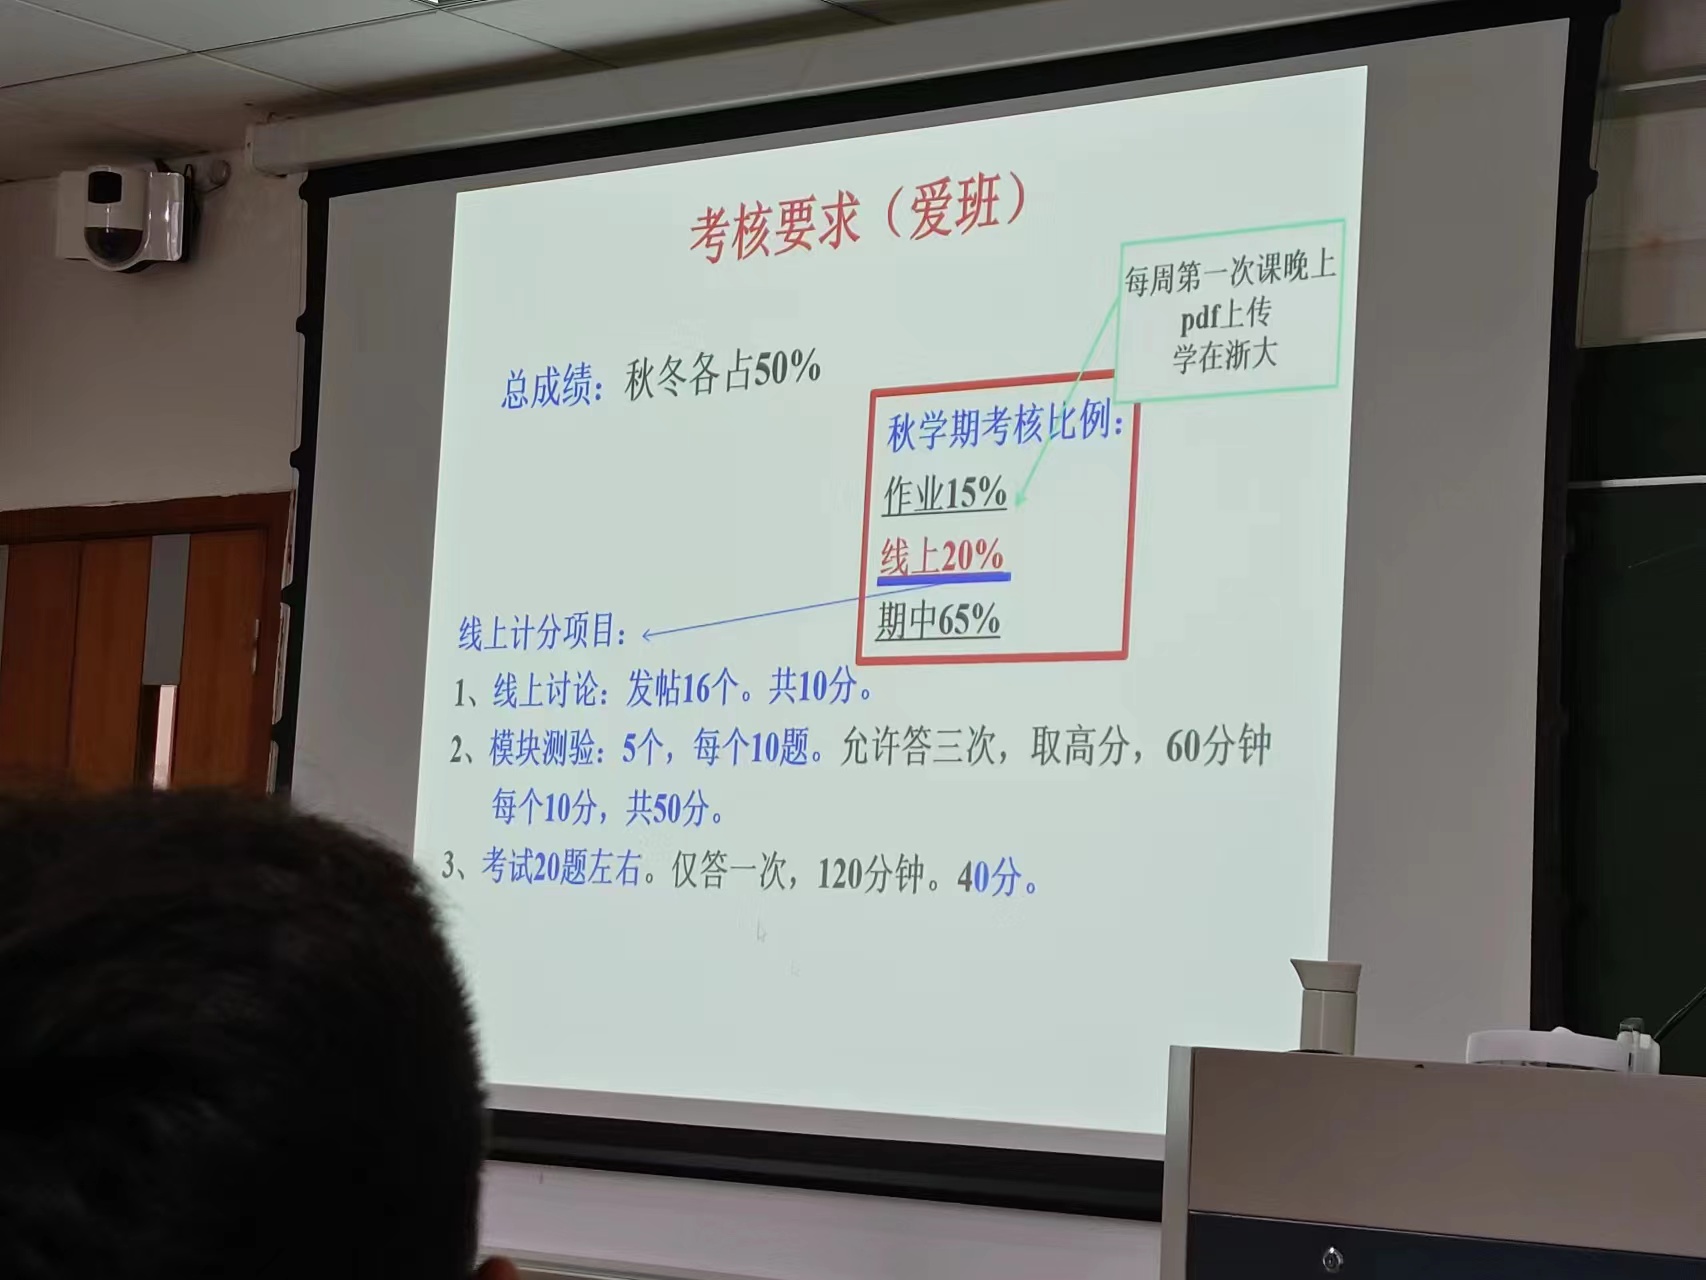 考核要求（爱班）
每周第一次课晚上
pdf上传
学在浙大
总成绩：秋冬各占50%
秋学期考核比例：
作业15%
线上20%
期中65%
线上计分项目：
1、线上讨论：发帖16个。共10分。
2、模块测验：5个，每个10题。允许答三次，取高分，60分钟
每个10分，共50分。
3、考试20题左右。仅答一次，120分钟。40分。